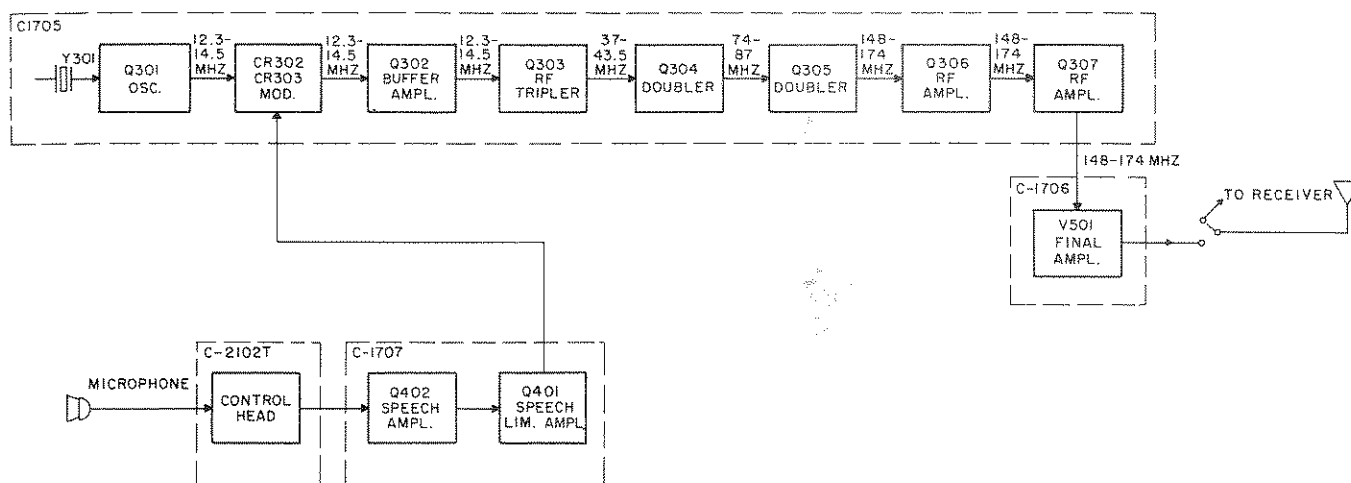 C1705
Y301
Q301
OSC.
12.3-
14.5
MHZ
CR302
CR303
MOD.
12.3-
14.5
MHZ
Q302
BUFFER
AMPL.
12.3-
14.5
MHZ
Q303
RF
TRIPLER
37-
43.5
MHZ
Q304
DOUBLER
74-
87
MHZ
Q305
DOUBLER
148-
174
MHZ
Q306
RF
AMPL.
148-
174
MHZ
Q307
RF
AMPL.
148-174 MHZ
C-1706
V501
FINAL
AMPL.
TO RECEIVER
MICROPHONE
C-2102T
CONTROL
HEAD
C-1707
Q402
SPEECH
AMPL.
Q401
SPEECH
LIM. AMPL